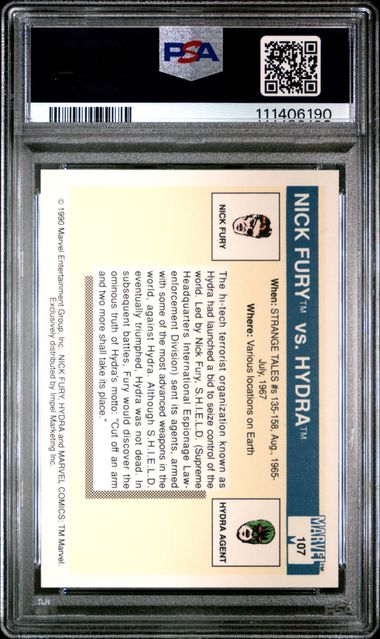 PSA
111406190
MARVEL™
107
NICK FURY™ VS. HYDRA™
When: STRANGE TALES #s 135-158, Aug. 1965-
July, 1967
Where: Various locations on Earth
NICK FURY
HYDRA AGENT
The hi-tech terrorist organization known as
Hydra had launched a bid to seize control of the
world. Led by Nick Fury, S.H.I.E.L.D. (Supreme
Headquarters International Espionage Law-
enforcement Division) sent its agents, armed
with some of the most advanced weapons in the
world, against Hydra. Although S.H.I.E.L.D.
eventually triumphed, Hydra was not dead. In
subsequent battles, Fury would discover the
ominous truth of Hydra's motto: "Cut off an arm
and two more shall take its place."
© 1990 Marvel Entertainment Group, Inc. NICK FURY, HYDRA and MARVEL COMICS: TM Marvel.
Exclusively distributed by Impel Marketing Inc.